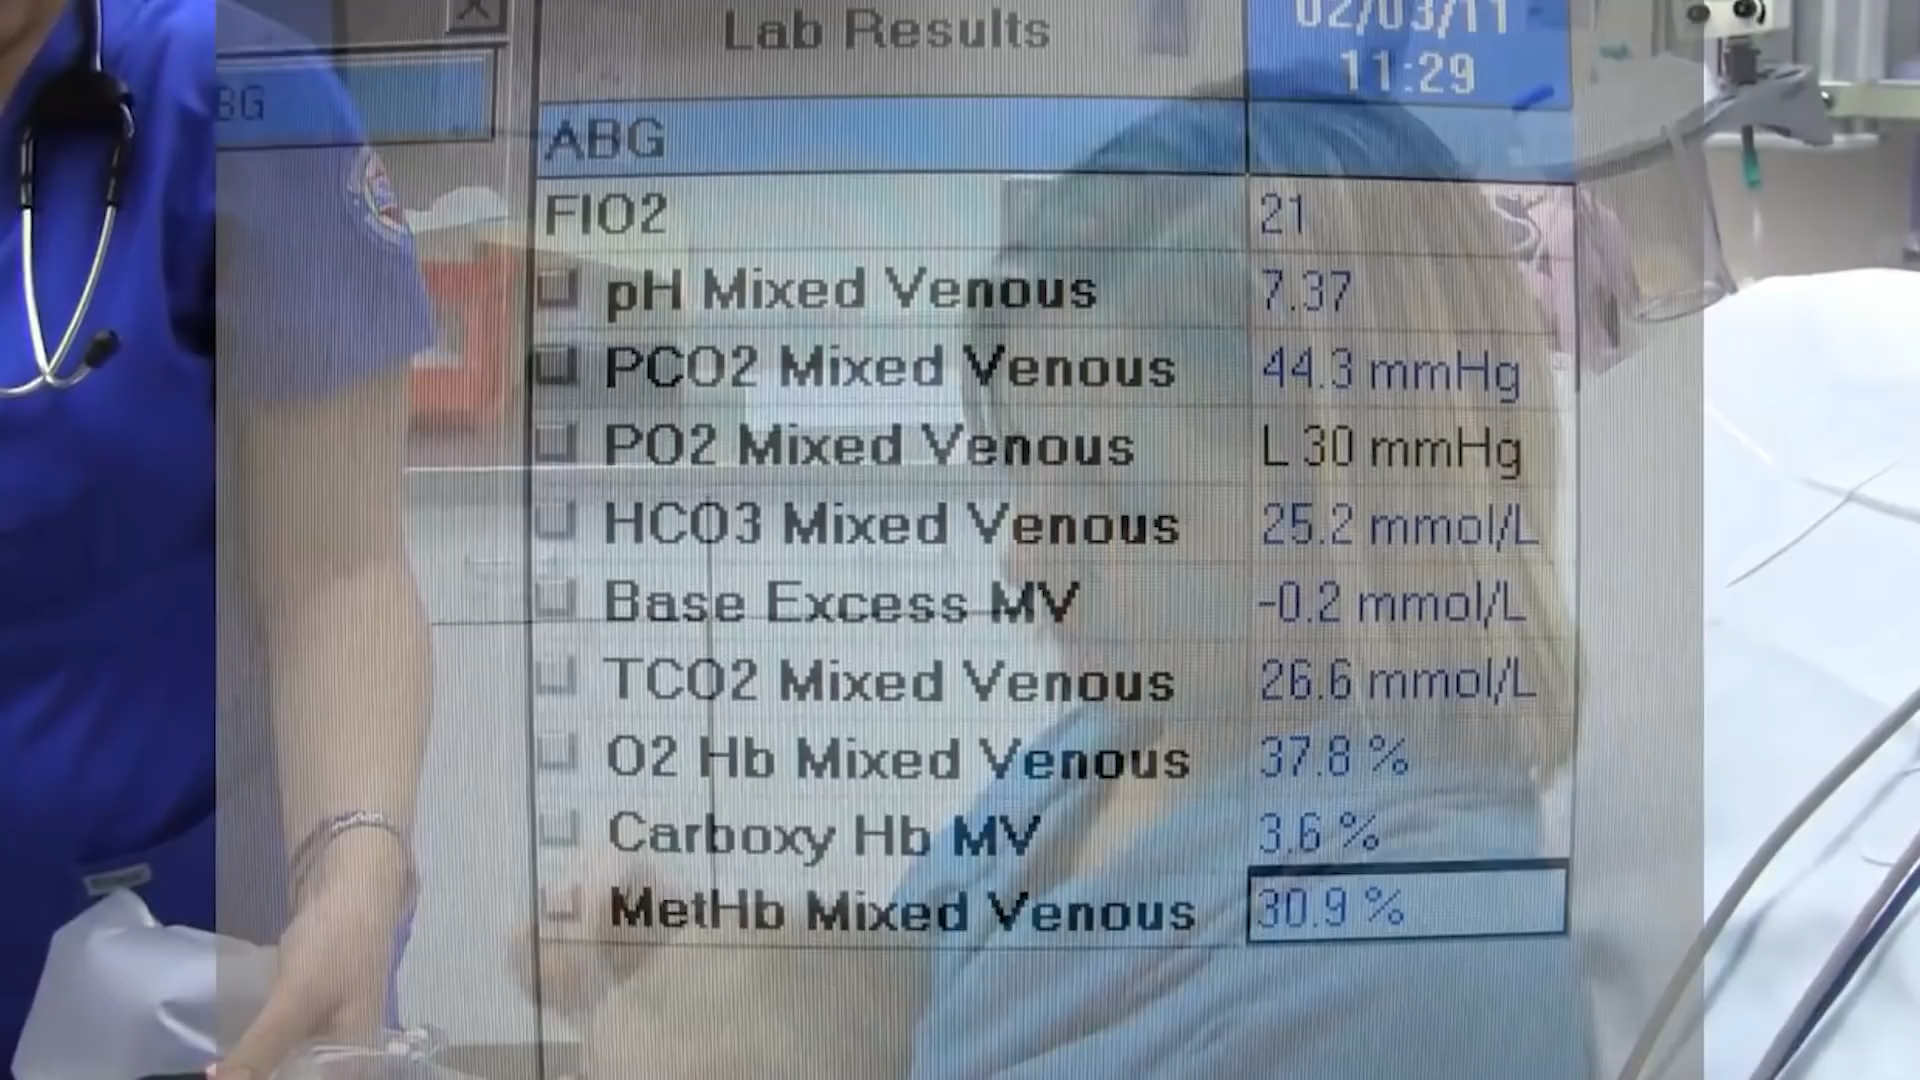 X
Lab Results
02/03/11
11:29
BG
ABG
FIO2 21
pH Mixed Venous 7.37
PCO2 Mixed Venous 44.3 mmHg
PO2 Mixed Venous L 30 mmHg
HCO3 Mixed Venous 25.2 mmol/L
Base Excess MV -0.2 mmol/L
TCO2 Mixed Venous 26.6 mmol/L
O2 Hb Mixed Venous 37.8 %
Carboxy Hb MV 3.6 %
MetHb Mixed Venous 30.9 %